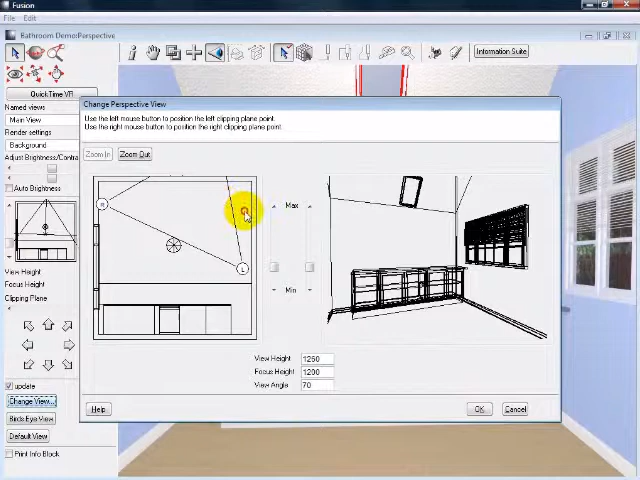 Fusion
File Edit
Bathroom Demo:Perspective
Information Suite
QuickTime VR
Named views
Main View
Render settings
Background
Adjust Brightness/Contra
Auto Brightness
View Height
Focus Height
Clipping Plane
update
Change View...
Birds Eye View
Default View
Print Info Block
Change Perspective View
Use the left mouse button to position the left clipping plane point.
Use the right mouse button to position the right clipping plane point.
Zoom In Zoom Out
R
L
Max
Min
View Height 1260
Focus Height 1200
View Angle 70
Help
OK
Cancel